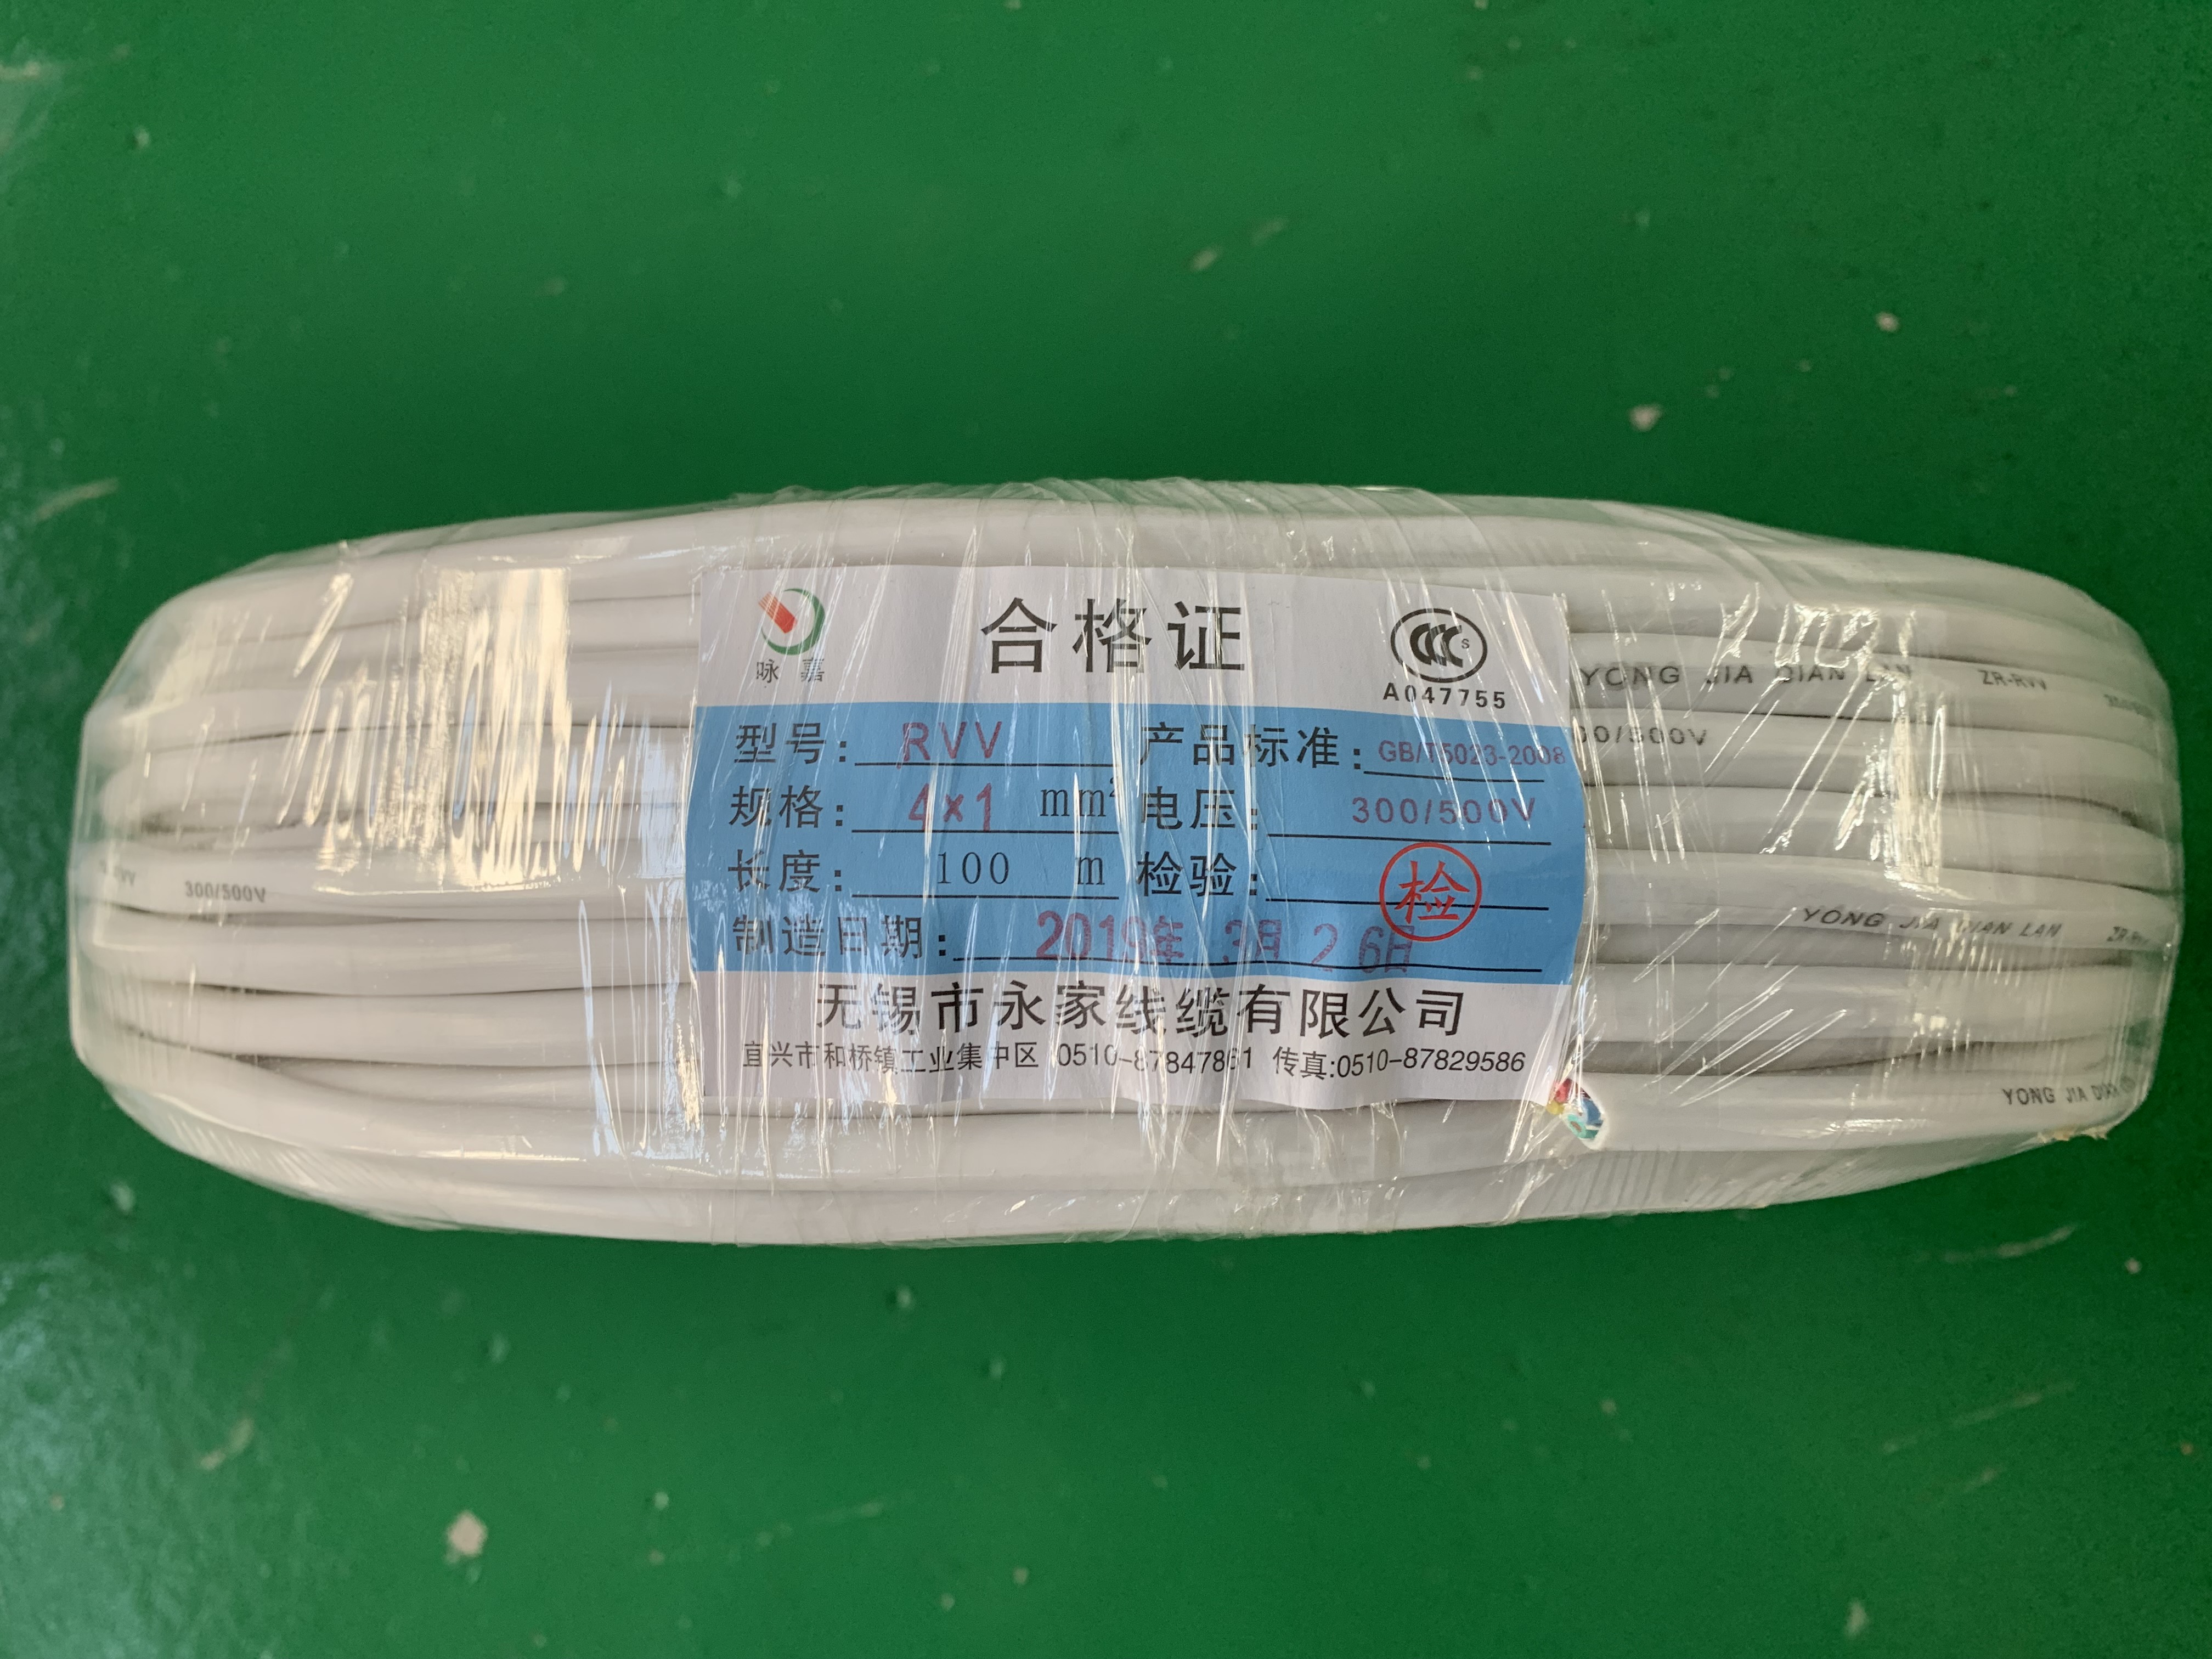 合格证
咏 嘉
CCC S
A047755
型号: RVV 产品标准: GB/T5023-2008
规格: 4×1 mm² 电压: 300/500V
长度: 100 m 检验: 检
制造日期: 2019年 3月 26日
无锡市永家线缆有限公司
宜兴市和桥镇工业集中区 0510-87847861 传真:0510-87829586
YONG JIA DIAN LAN ZR-RVV
00/500V
300/500V
YONG JIA DIAN LAN
YONG JIA DIAN